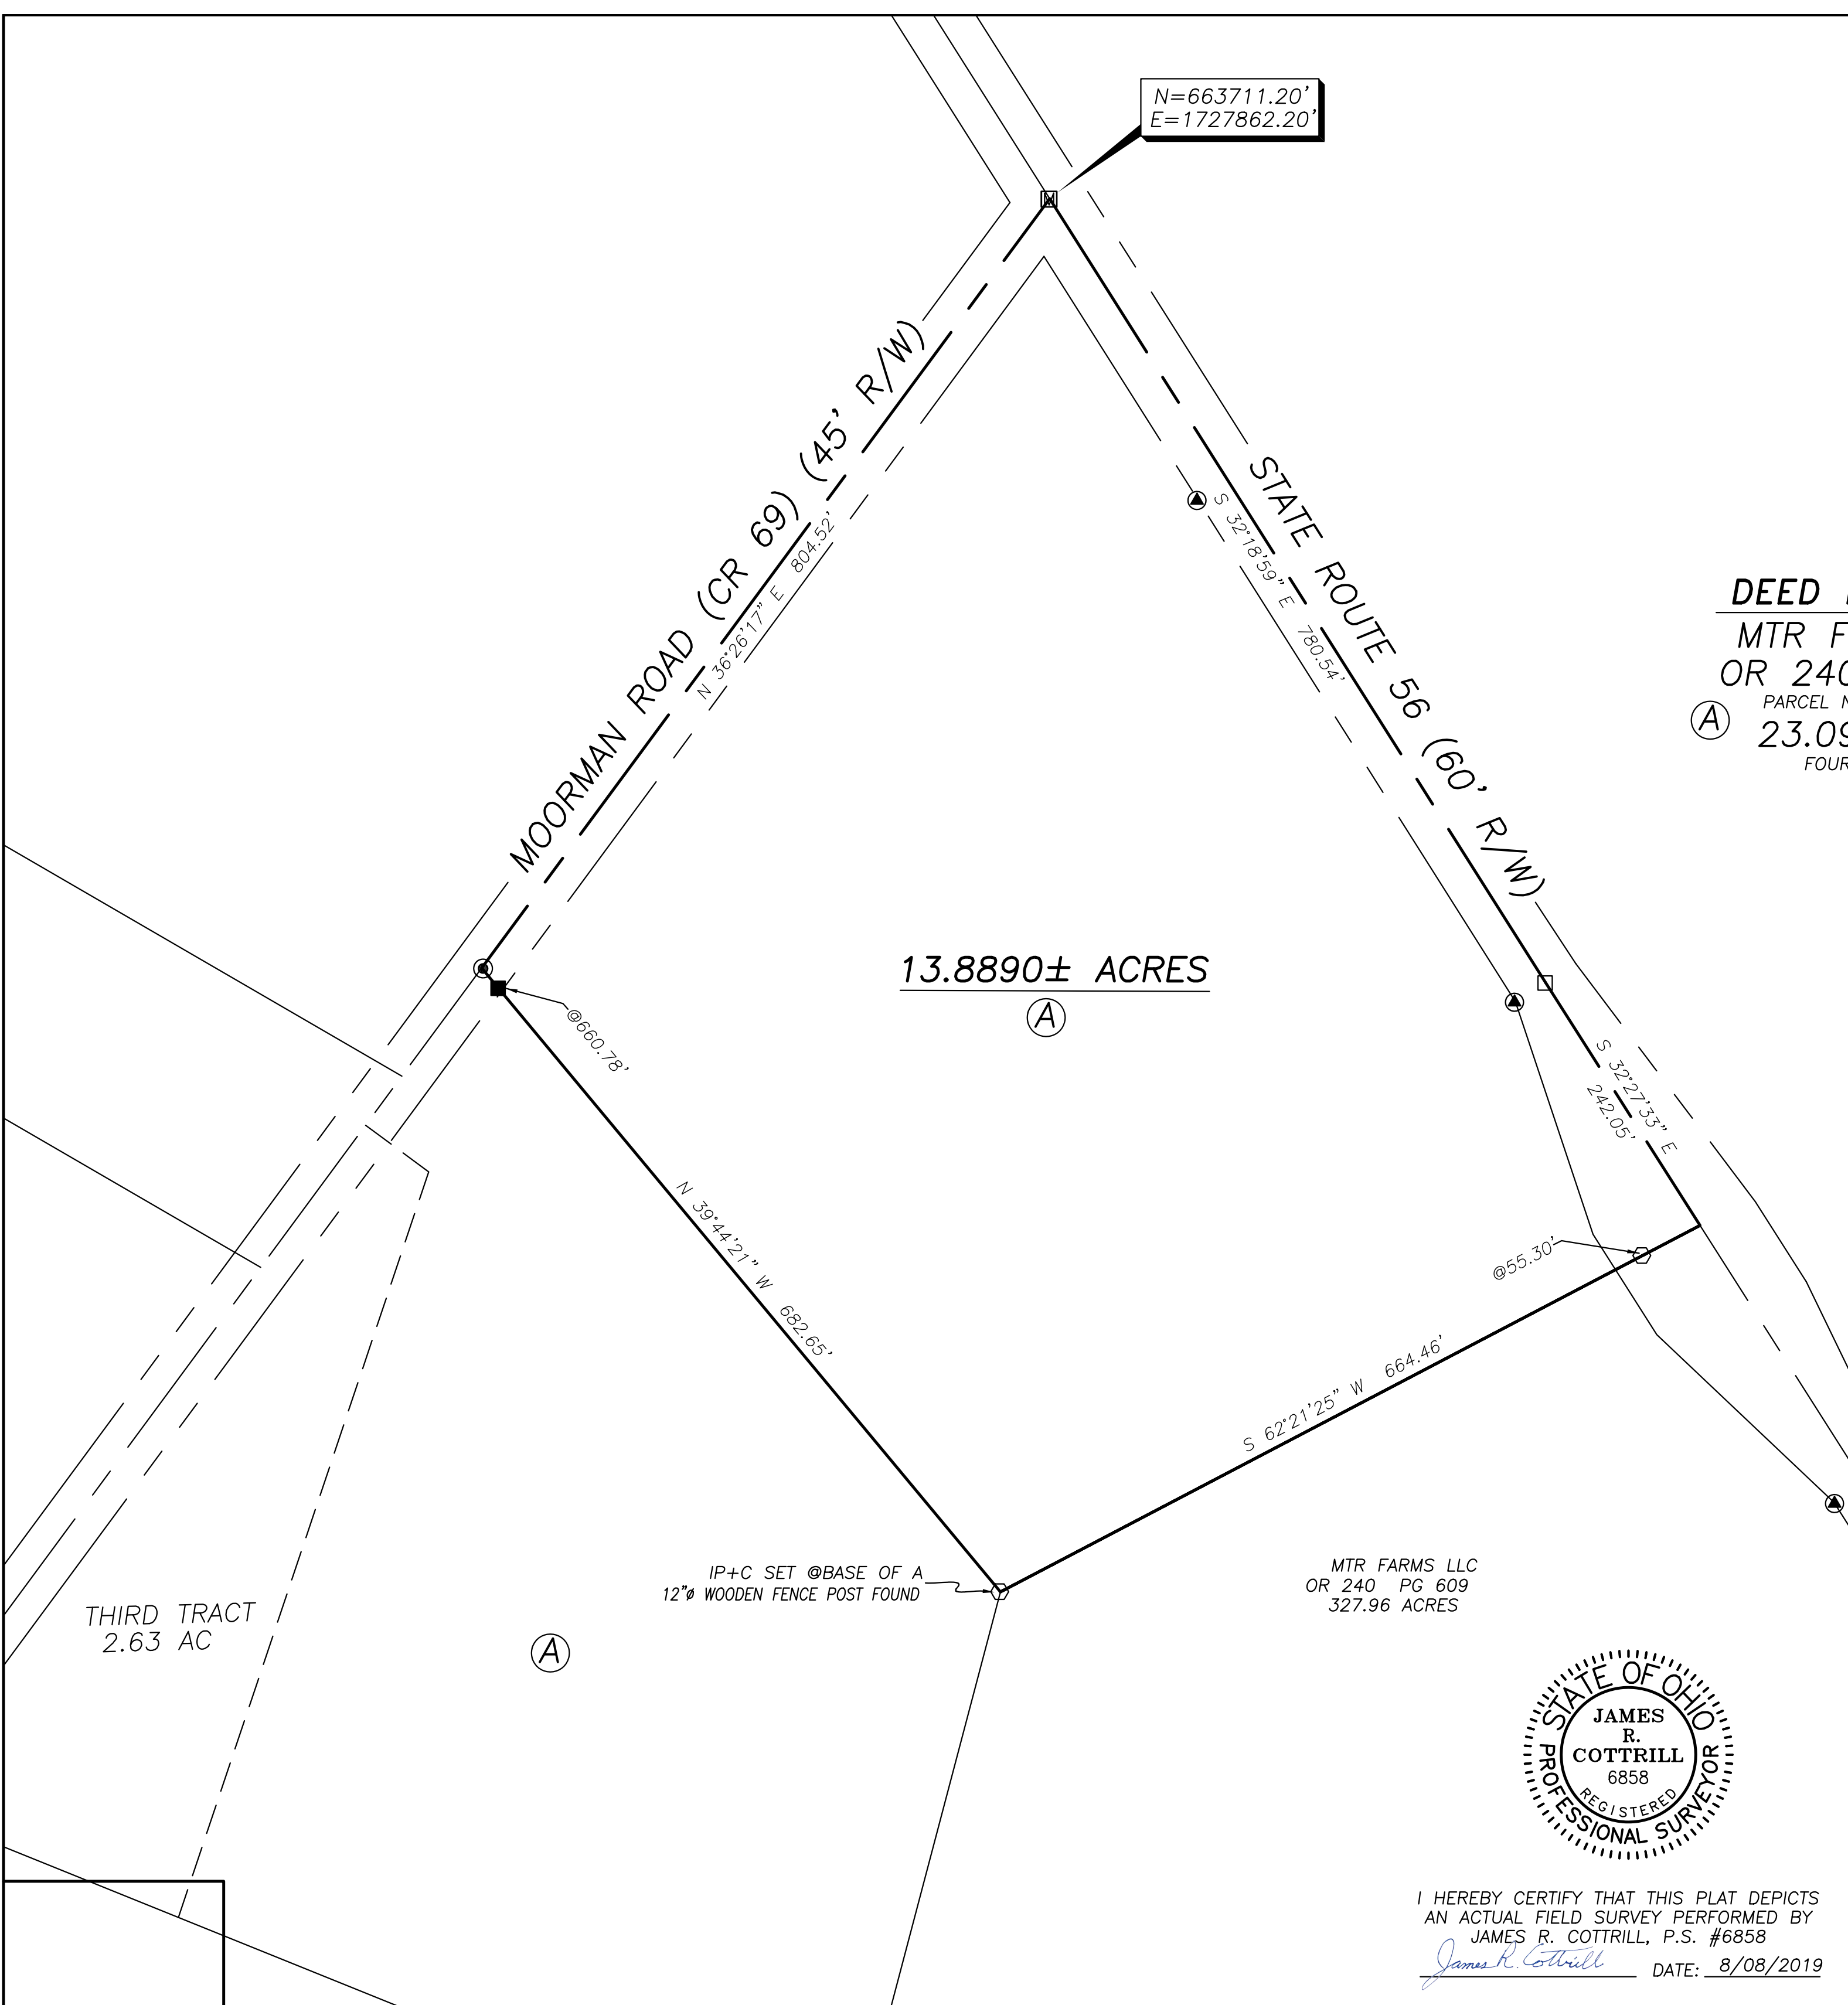 N=663711.20'
E=1727862.20'
MOORMAN ROAD (CR 69) (45' R/W)
N 36°26'17" E 804.52'
STATE ROUTE 56 (60' R/W)
S 32°18'59" E 780.54'
DEED
MTR F
OR 240
PARCEL N
A
23.09
FOUR
13.8890± ACRES
A
@660.78'
S 32°27'33" E
242.05'
N 39°44'21" W 682.65'
@55.30'
S 62°21'25" W 664.46'
IP+C SET @BASE OF A
12"ø WOODEN FENCE POST FOUND
MTR FARMS LLC
OR 240 PG 609
327.96 ACRES
THIRD TRACT
2.63 AC
A
STATE OF OHIO
JAMES
R.
COTTRILL
6858
REGISTERED
PROFESSIONAL SURVEYOR
I HEREBY CERTIFY THAT THIS PLAT DEPICTS
AN ACTUAL FIELD SURVEY PERFORMED BY
JAMES R. COTTRILL, P.S. #6858
James R. Cottrill DATE: 8/08/2019